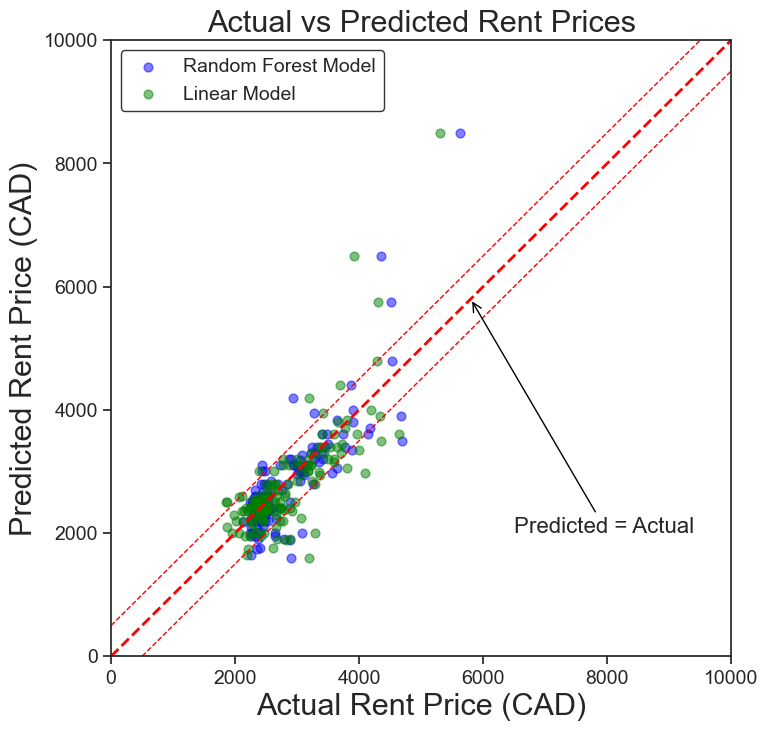 Actual vs Predicted Rent Prices
10000
8000
6000
4000
2000
0
Predicted Rent Price (CAD)
Random Forest Model
Linear Model
Predicted = Actual
0 2000 4000 6000 8000 10000
Actual Rent Price (CAD)